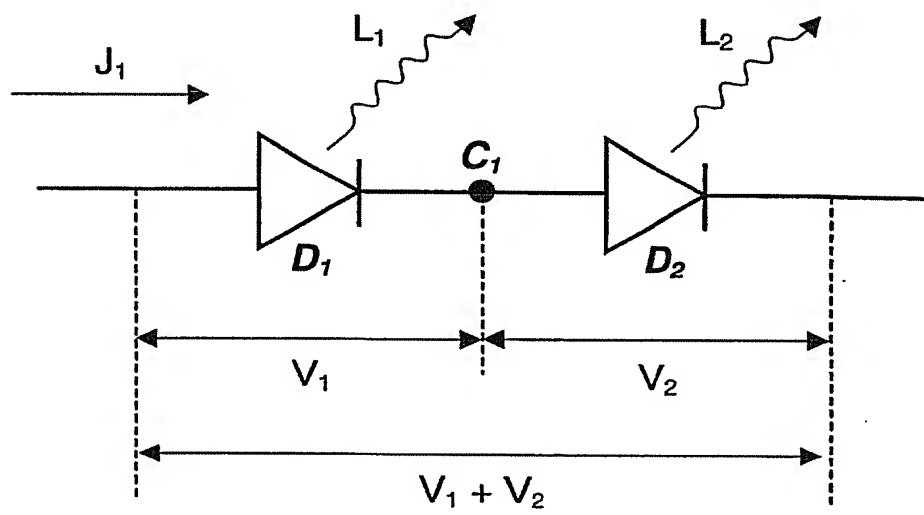 L₁
L₂
J₁
C₁
D₁
D₂
V₁
V₂
V₁ + V₂